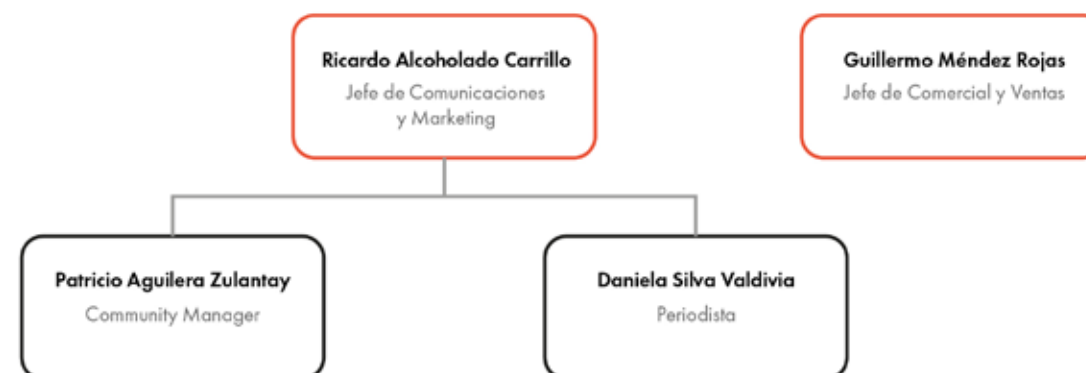 Ricardo Alcoholado Carrillo
Jefe de Comunicaciones
y Marketing
Guillermo Méndez Rojas
Jefe de Comercial y Ventas
Patricio Aguilera Zulantay
Community Manager
Daniela Silva Valdivia
Periodista